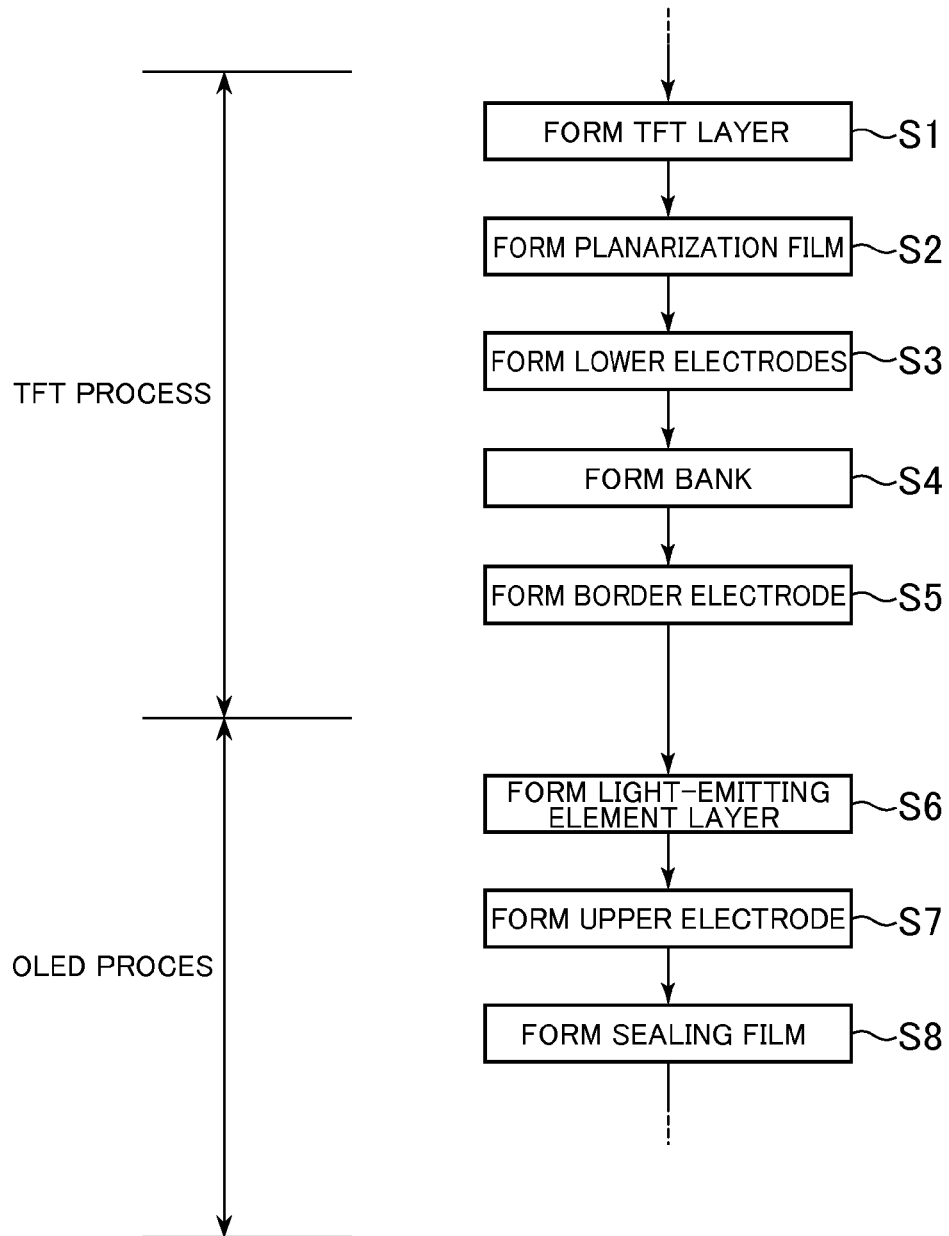 FORM TFT LAYER
S1
FORM PLANARIZATION FILM
S2
FORM LOWER ELECTRODES
S3
TFT PROCESS
FORM BANK
S4
FORM BORDER ELECTRODE
S5
FORM LIGHT-EMITTING
ELEMENT LAYER
S6
FORM UPPER ELECTRODE
S7
OLED PROCES
FORM SEALING FILM
S8